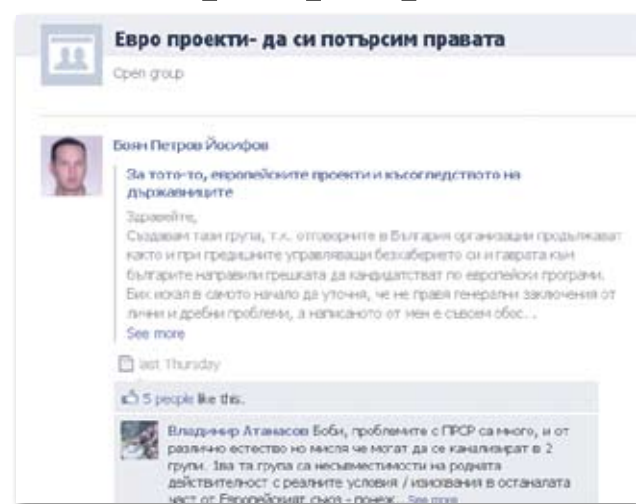 Евро проекти- да си потърсим правата
Open group
Боян Петров Йосифов
За тото-то, европейските проекти и късогледството на
държавниците
Здравейте,
Създавам тази група, т.к. отговорните в България организации продължават
както и при предишните управляващи безхаберието си и гаврата към
българите направили грешката да кандидатстват по европейски програми.
Бих искал в самото начало да уточня, че не правя генерални заключения от
лични и дребни проблеми, а написаното от мен е съвсем обос...
See more
last Thursday
5 people like this.
Владимир Атанасов Боби, проблемите с ПРСР са много, и от
различно естество но мисля че могат да се канализират в 2
групи. 1ва та група са несъвместимости на родната
действителност с реалните условия / изисквания в останалата
част от Европейският съюз - понеж... See more